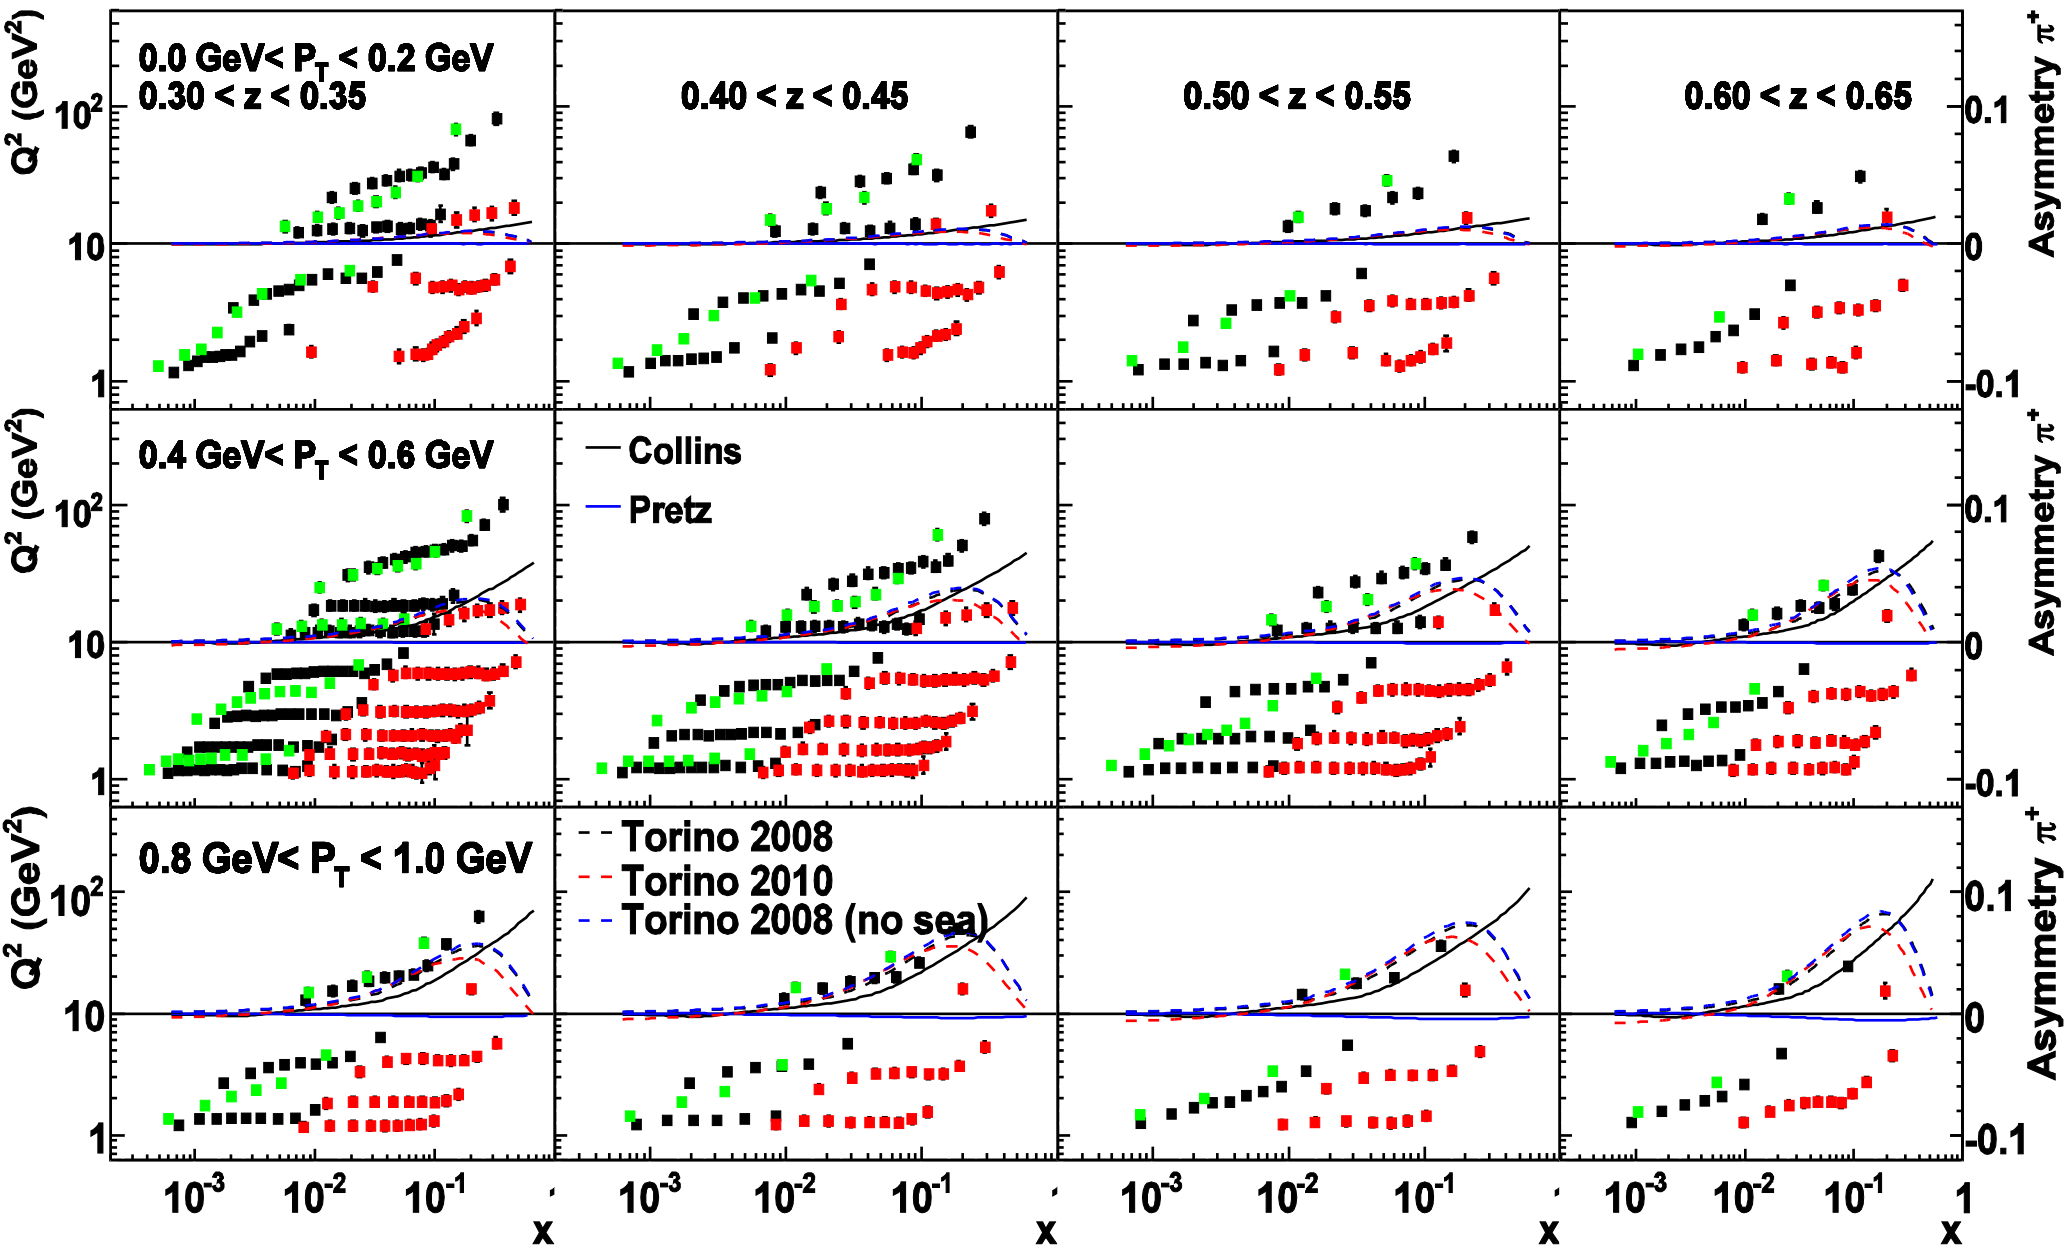 Q² (GeV²)
0.0 GeV< P_T < 0.2 GeV
0.30 < z < 0.35
0.40 < z < 0.45
0.50 < z < 0.55
0.60 < z < 0.65
10²
10
1
0.1
0
-0.1
Asymmetry π⁺
Q² (GeV²)
0.4 GeV< P_T < 0.6 GeV
Collins
Pretz
10²
10
1
0.1
0
-0.1
Asymmetry π⁺
Q² (GeV²)
0.8 GeV< P_T < 1.0 GeV
Torino 2008
Torino 2010
Torino 2008 (no sea)
10²
10
1
0.1
0
-0.1
Asymmetry π⁺
10⁻³ 10⁻² 10⁻¹ 10⁻³ 10⁻² 10⁻¹ 10⁻³ 10⁻² 10⁻¹ 10⁻³ 10⁻² 10⁻¹ 1
x x x x